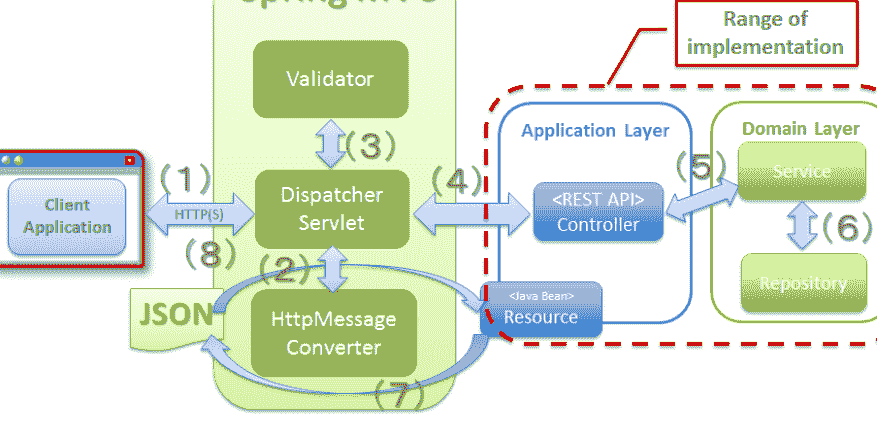 Spring
Range of
implementation
Validator
Application Layer
Domain Layer
(3)
(1)
(4)
(5)
Service
Client
Application
HTTP(S)
Dispatcher
Servlet
<REST API>
Controller
(6)
(8)
(2)
Repository
JSON
HttpMessage
Converter
<Java Bean>
Resource
(7)